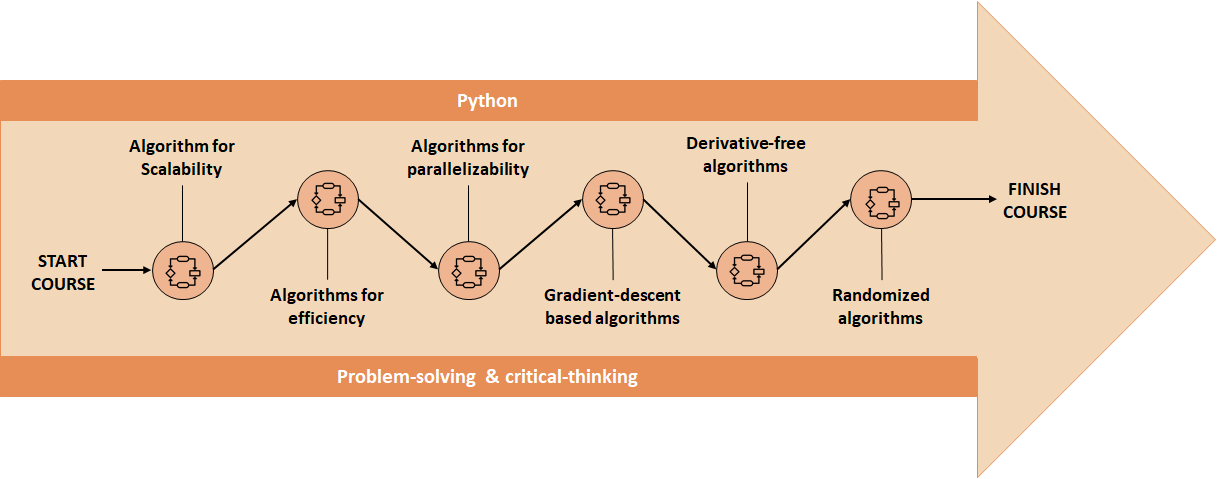 Python
Algorithm for
Scalability
Algorithms for
parallelizability
Derivative-free
algorithms
START
COURSE
FINISH
COURSE
Algorithms for
efficiency
Gradient-descent
based algorithms
Randomized
algorithms
Problem-solving & critical-thinking